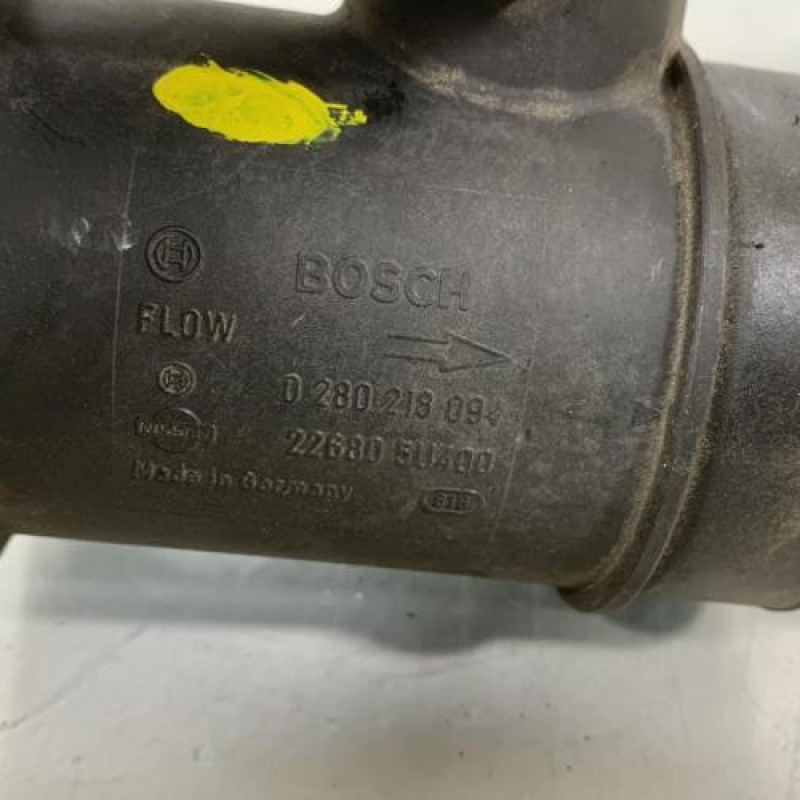 BOSCH
FLOW
0 280 218 094
NISSAN
22680 5U400
Made in Germany